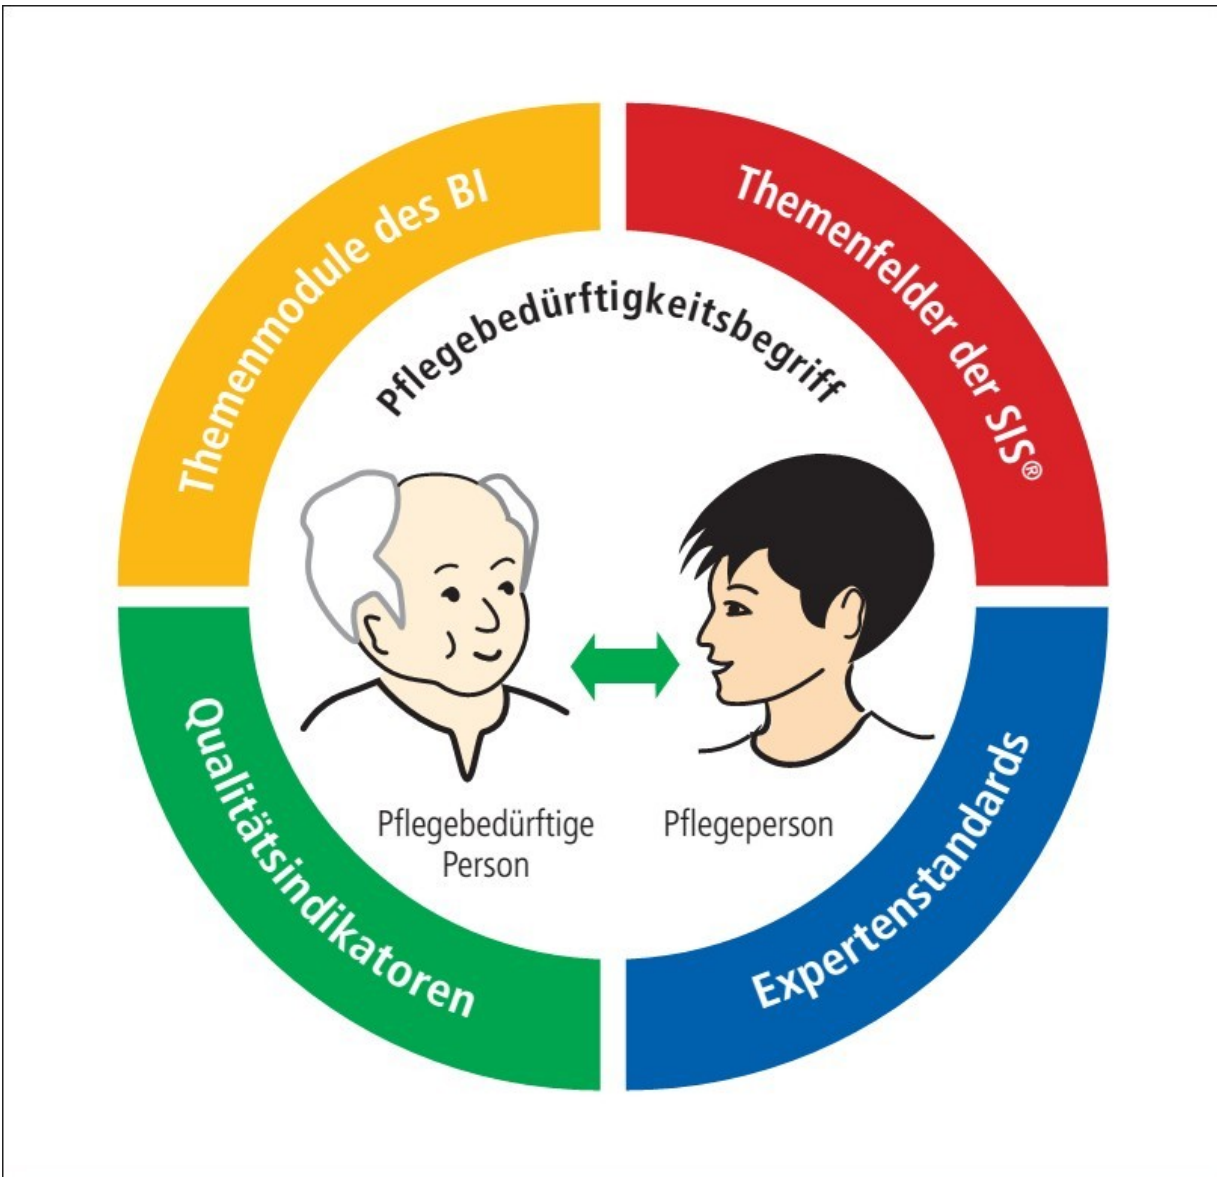 Themenmodule des BI
Themenfelder der SIS®
Pflegebedürftigkeitsbegriff
Pflegebedürftige
Person
Pflegeperson
Qualitätsindikatoren
Expertenstandards